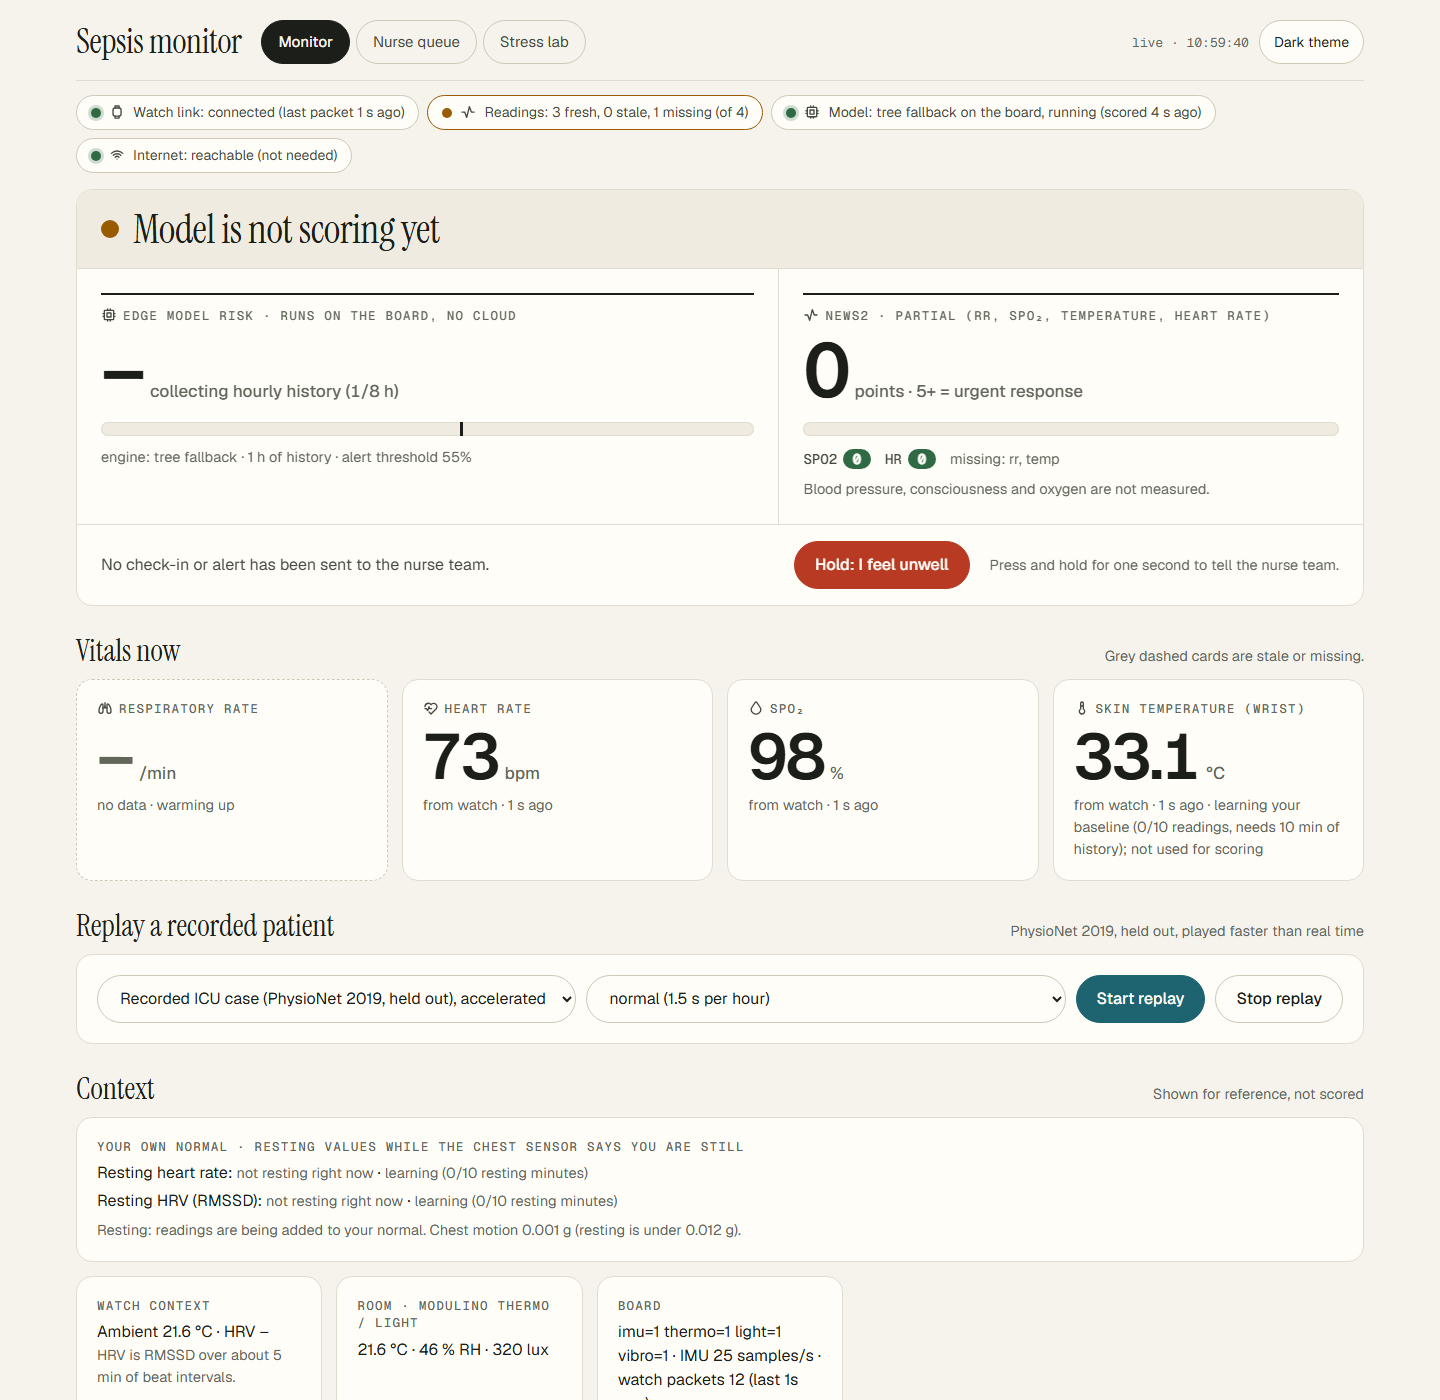 Sepsis monitor
Monitor
Nurse queue
Stress lab
live · 10:59:40
Dark theme
Watch link: connected (last packet 1 s ago)
Readings: 3 fresh, 0 stale, 1 missing (of 4)
Model: tree fallback on the board, running (scored 4 s ago)
Internet: reachable (not needed)
Model is not scoring yet
EDGE MODEL RISK · RUNS ON THE BOARD, NO CLOUD
– collecting hourly history (1/8 h)
engine: tree fallback · 1 h of history · alert threshold 55%
NEWS2 · PARTIAL (RR, SPO₂, TEMPERATURE, HEART RATE)
0 points · 5+ = urgent response
SPO2 0 HR 0 missing: rr, temp
Blood pressure, consciousness and oxygen are not measured.
No check-in or alert has been sent to the nurse team.
Hold: I feel unwell
Press and hold for one second to tell the nurse team.
Vitals now
Grey dashed cards are stale or missing.
RESPIRATORY RATE
– /min
no data · warming up
HEART RATE
73 bpm
from watch · 1 s ago
SPO₂
98 %
from watch · 1 s ago
SKIN TEMPERATURE (WRIST)
33.1 °C
from watch · 1 s ago · learning your
baseline (0/10 readings, needs 10 min of
history); not used for scoring
Replay a recorded patient
PhysioNet 2019, held out, played faster than real time
Recorded ICU case (PhysioNet 2019, held out), accelerated
normal (1.5 s per hour)
Start replay
Stop replay
Context
Shown for reference, not scored
YOUR OWN NORMAL · RESTING VALUES WHILE THE CHEST SENSOR SAYS YOU ARE STILL
Resting heart rate: not resting right now · learning (0/10 resting minutes)
Resting HRV (RMSSD): not resting right now · learning (0/10 resting minutes)
Resting: readings are being added to your normal. Chest motion 0.001 g (resting is under 0.012 g).
WATCH CONTEXT
Ambient 21.6 °C · HRV –
HRV is RMSSD over about 5
min of beat intervals.
ROOM · MODULINO THERMO
/ LIGHT
21.6 °C · 46 % RH · 320 lux
BOARD
imu=1 thermo=1 light=1
vibro=1 · IMU 25 samples/s ·
watch packets 12 (last 1s